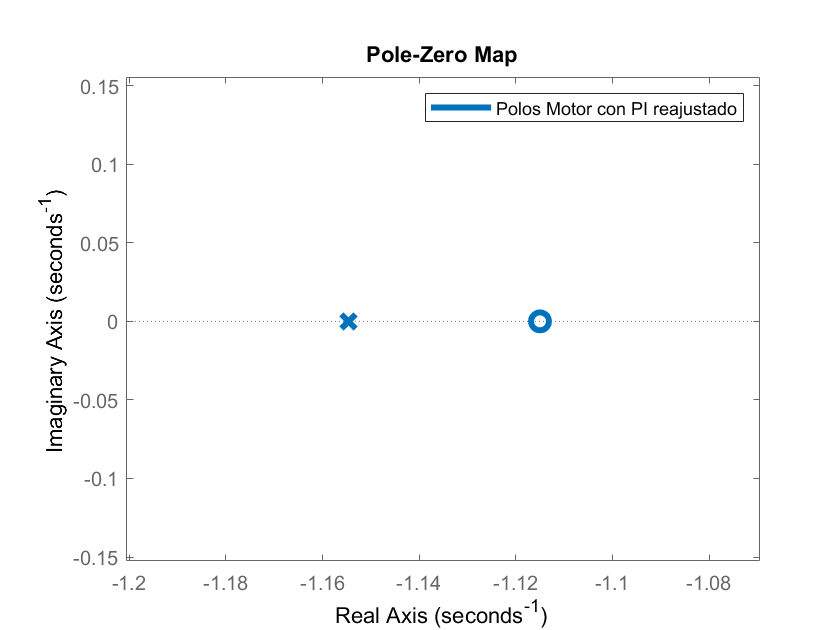 Pole-Zero Map
Polos Motor con PI reajustado
0.15
0.1
0.05
0
-0.05
-0.1
-0.15
Imaginary Axis (seconds⁻¹)
-1.2 -1.18 -1.16 -1.14 -1.12 -1.1 -1.08
Real Axis (seconds⁻¹)